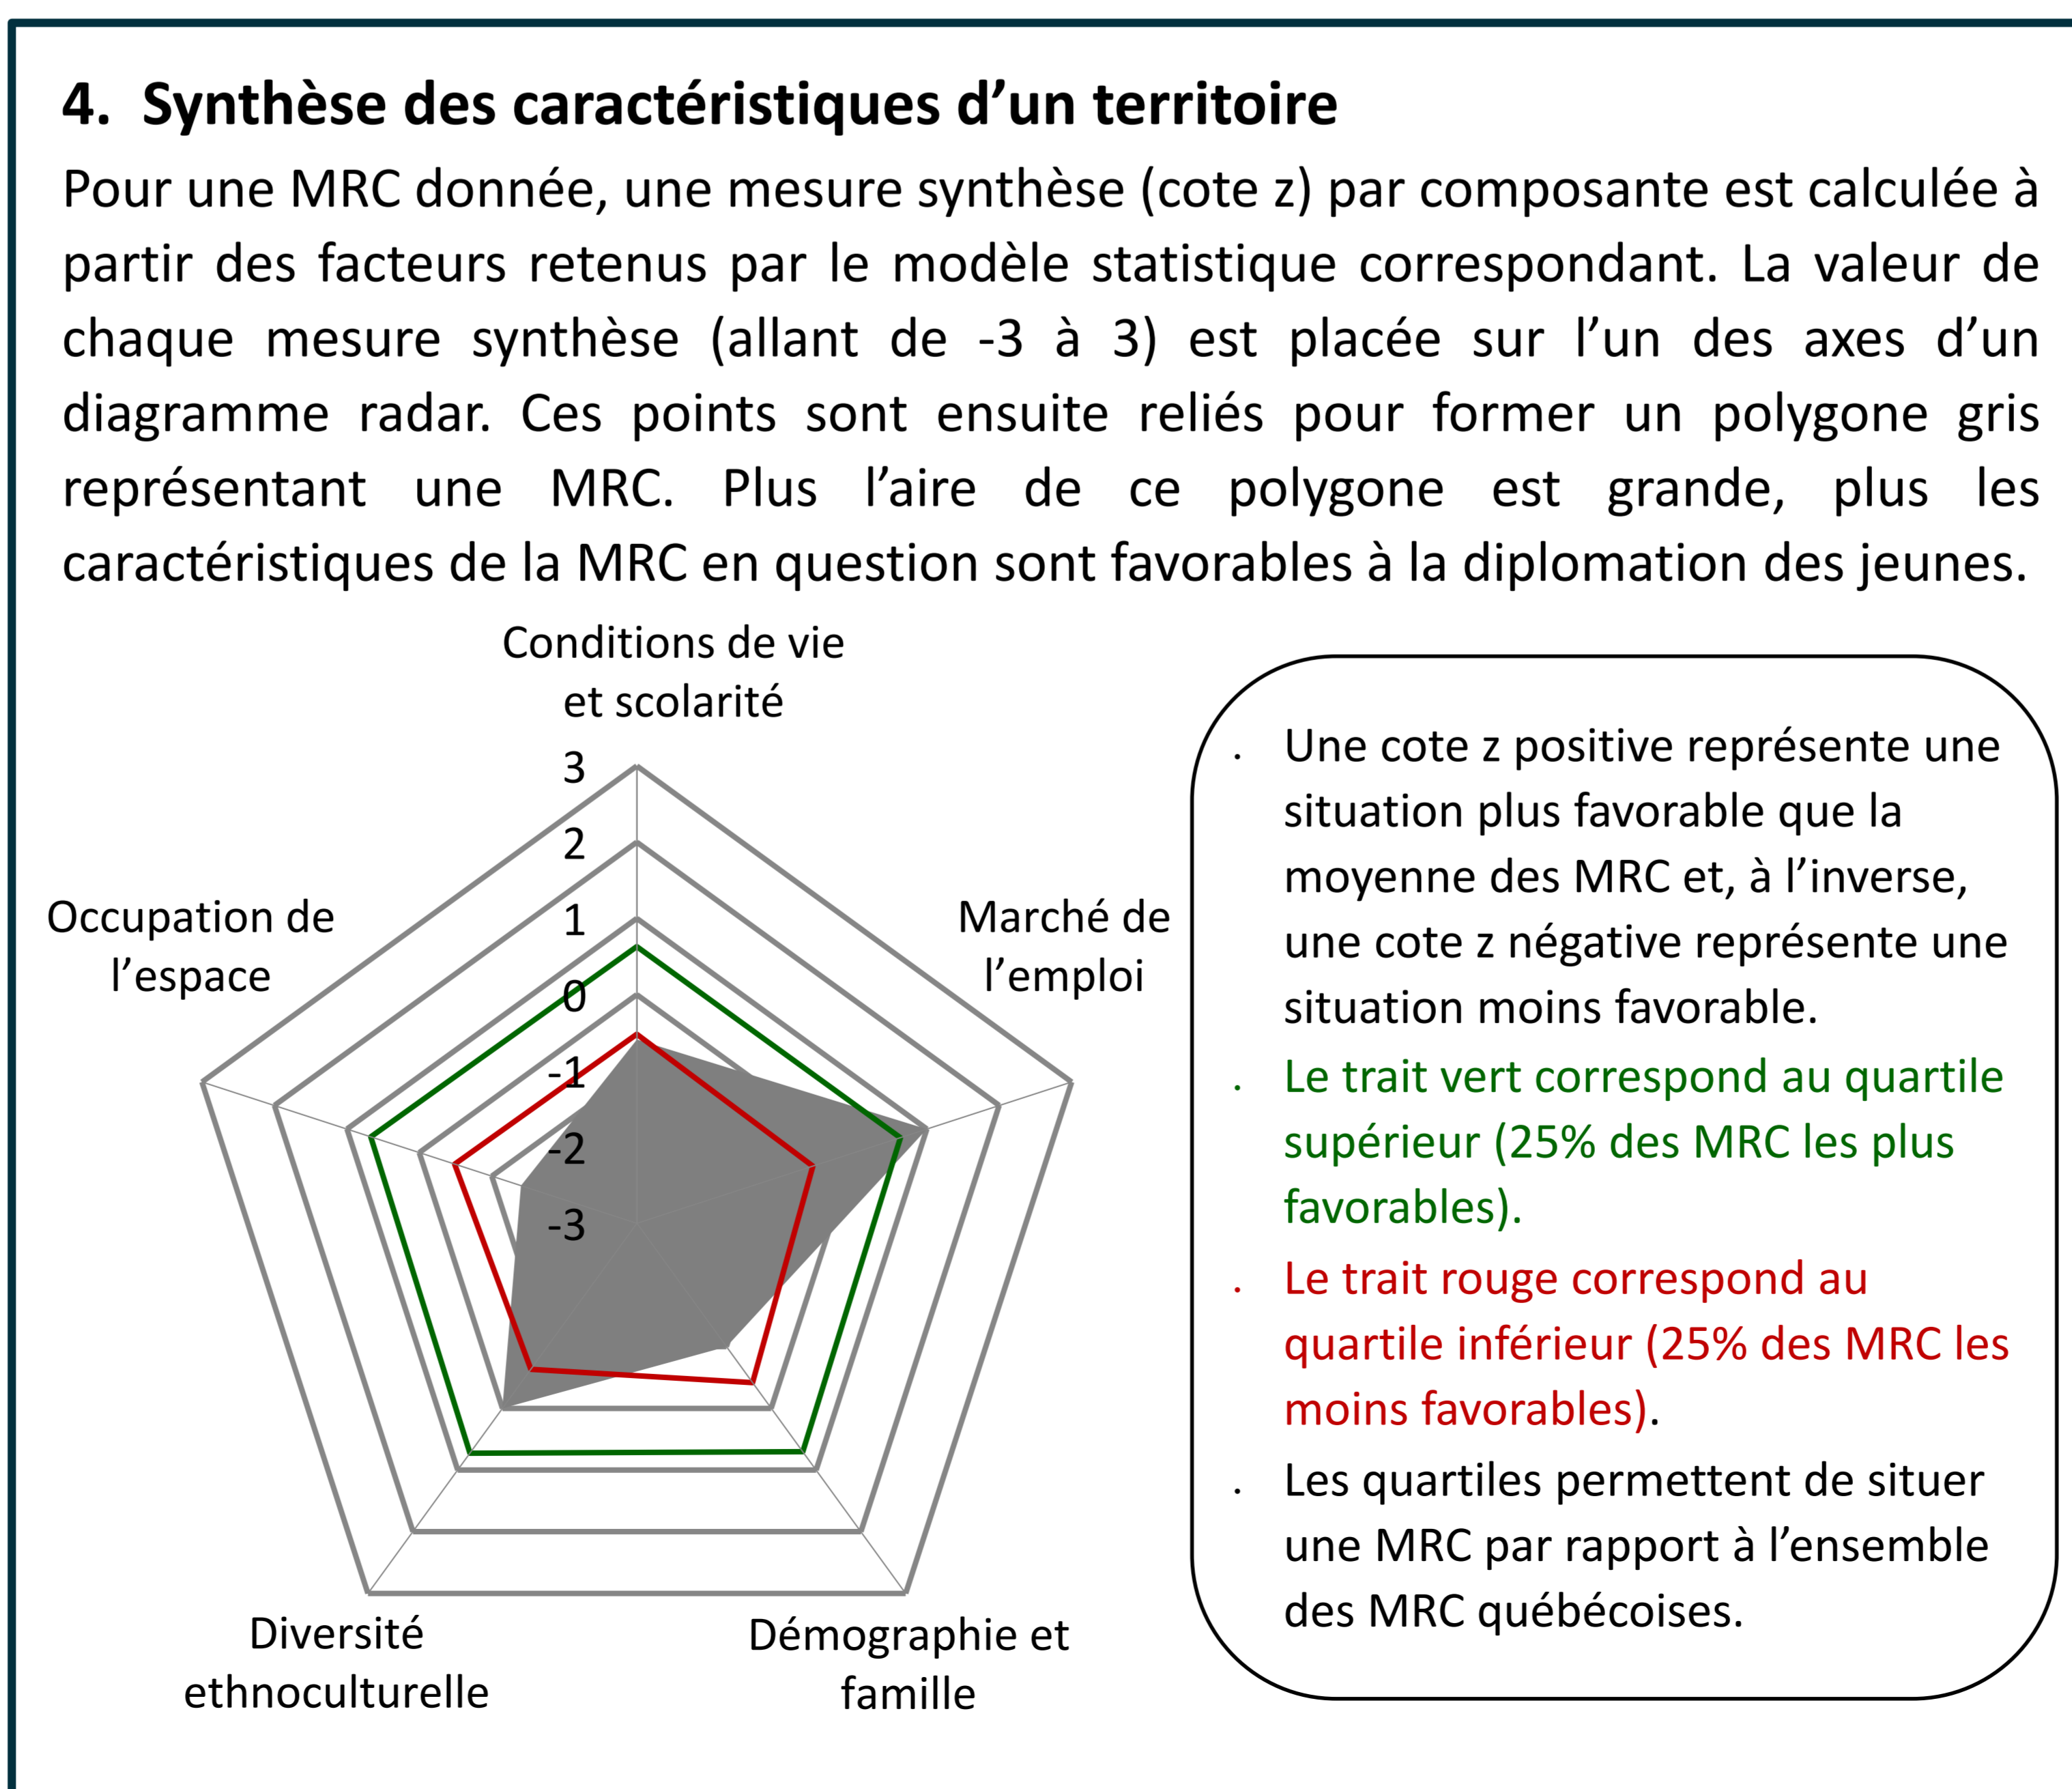 4. Synthèse des caractéristiques d’un territoire
Pour une MRC donnée, une mesure synthèse (cote z) par composante est calculée à
partir des facteurs retenus par le modèle statistique correspondant. La valeur de
chaque mesure synthèse (allant de -3 à 3) est placée sur l’un des axes d’un
diagramme radar. Ces points sont ensuite reliés pour former un polygone gris
représentant une MRC. Plus l’aire de ce polygone est grande, plus les
caractéristiques de la MRC en question sont favorables à la diplomation des jeunes.
Conditions de vie
et scolarité
3
2
1
0
-1
-2
-3
Occupation de
l’espace
Marché de
l’emploi
Diversité
ethnoculturelle
Démographie et
famille
. Une cote z positive représente une
situation plus favorable que la
moyenne des MRC et, à l’inverse,
une cote z négative représente une
situation moins favorable.
. Le trait vert correspond au quartile
supérieur (25% des MRC les plus
favorables).
. Le trait rouge correspond au
quartile inférieur (25% des MRC les
moins favorables).
. Les quartiles permettent de situer
une MRC par rapport à l’ensemble
des MRC québécoises.